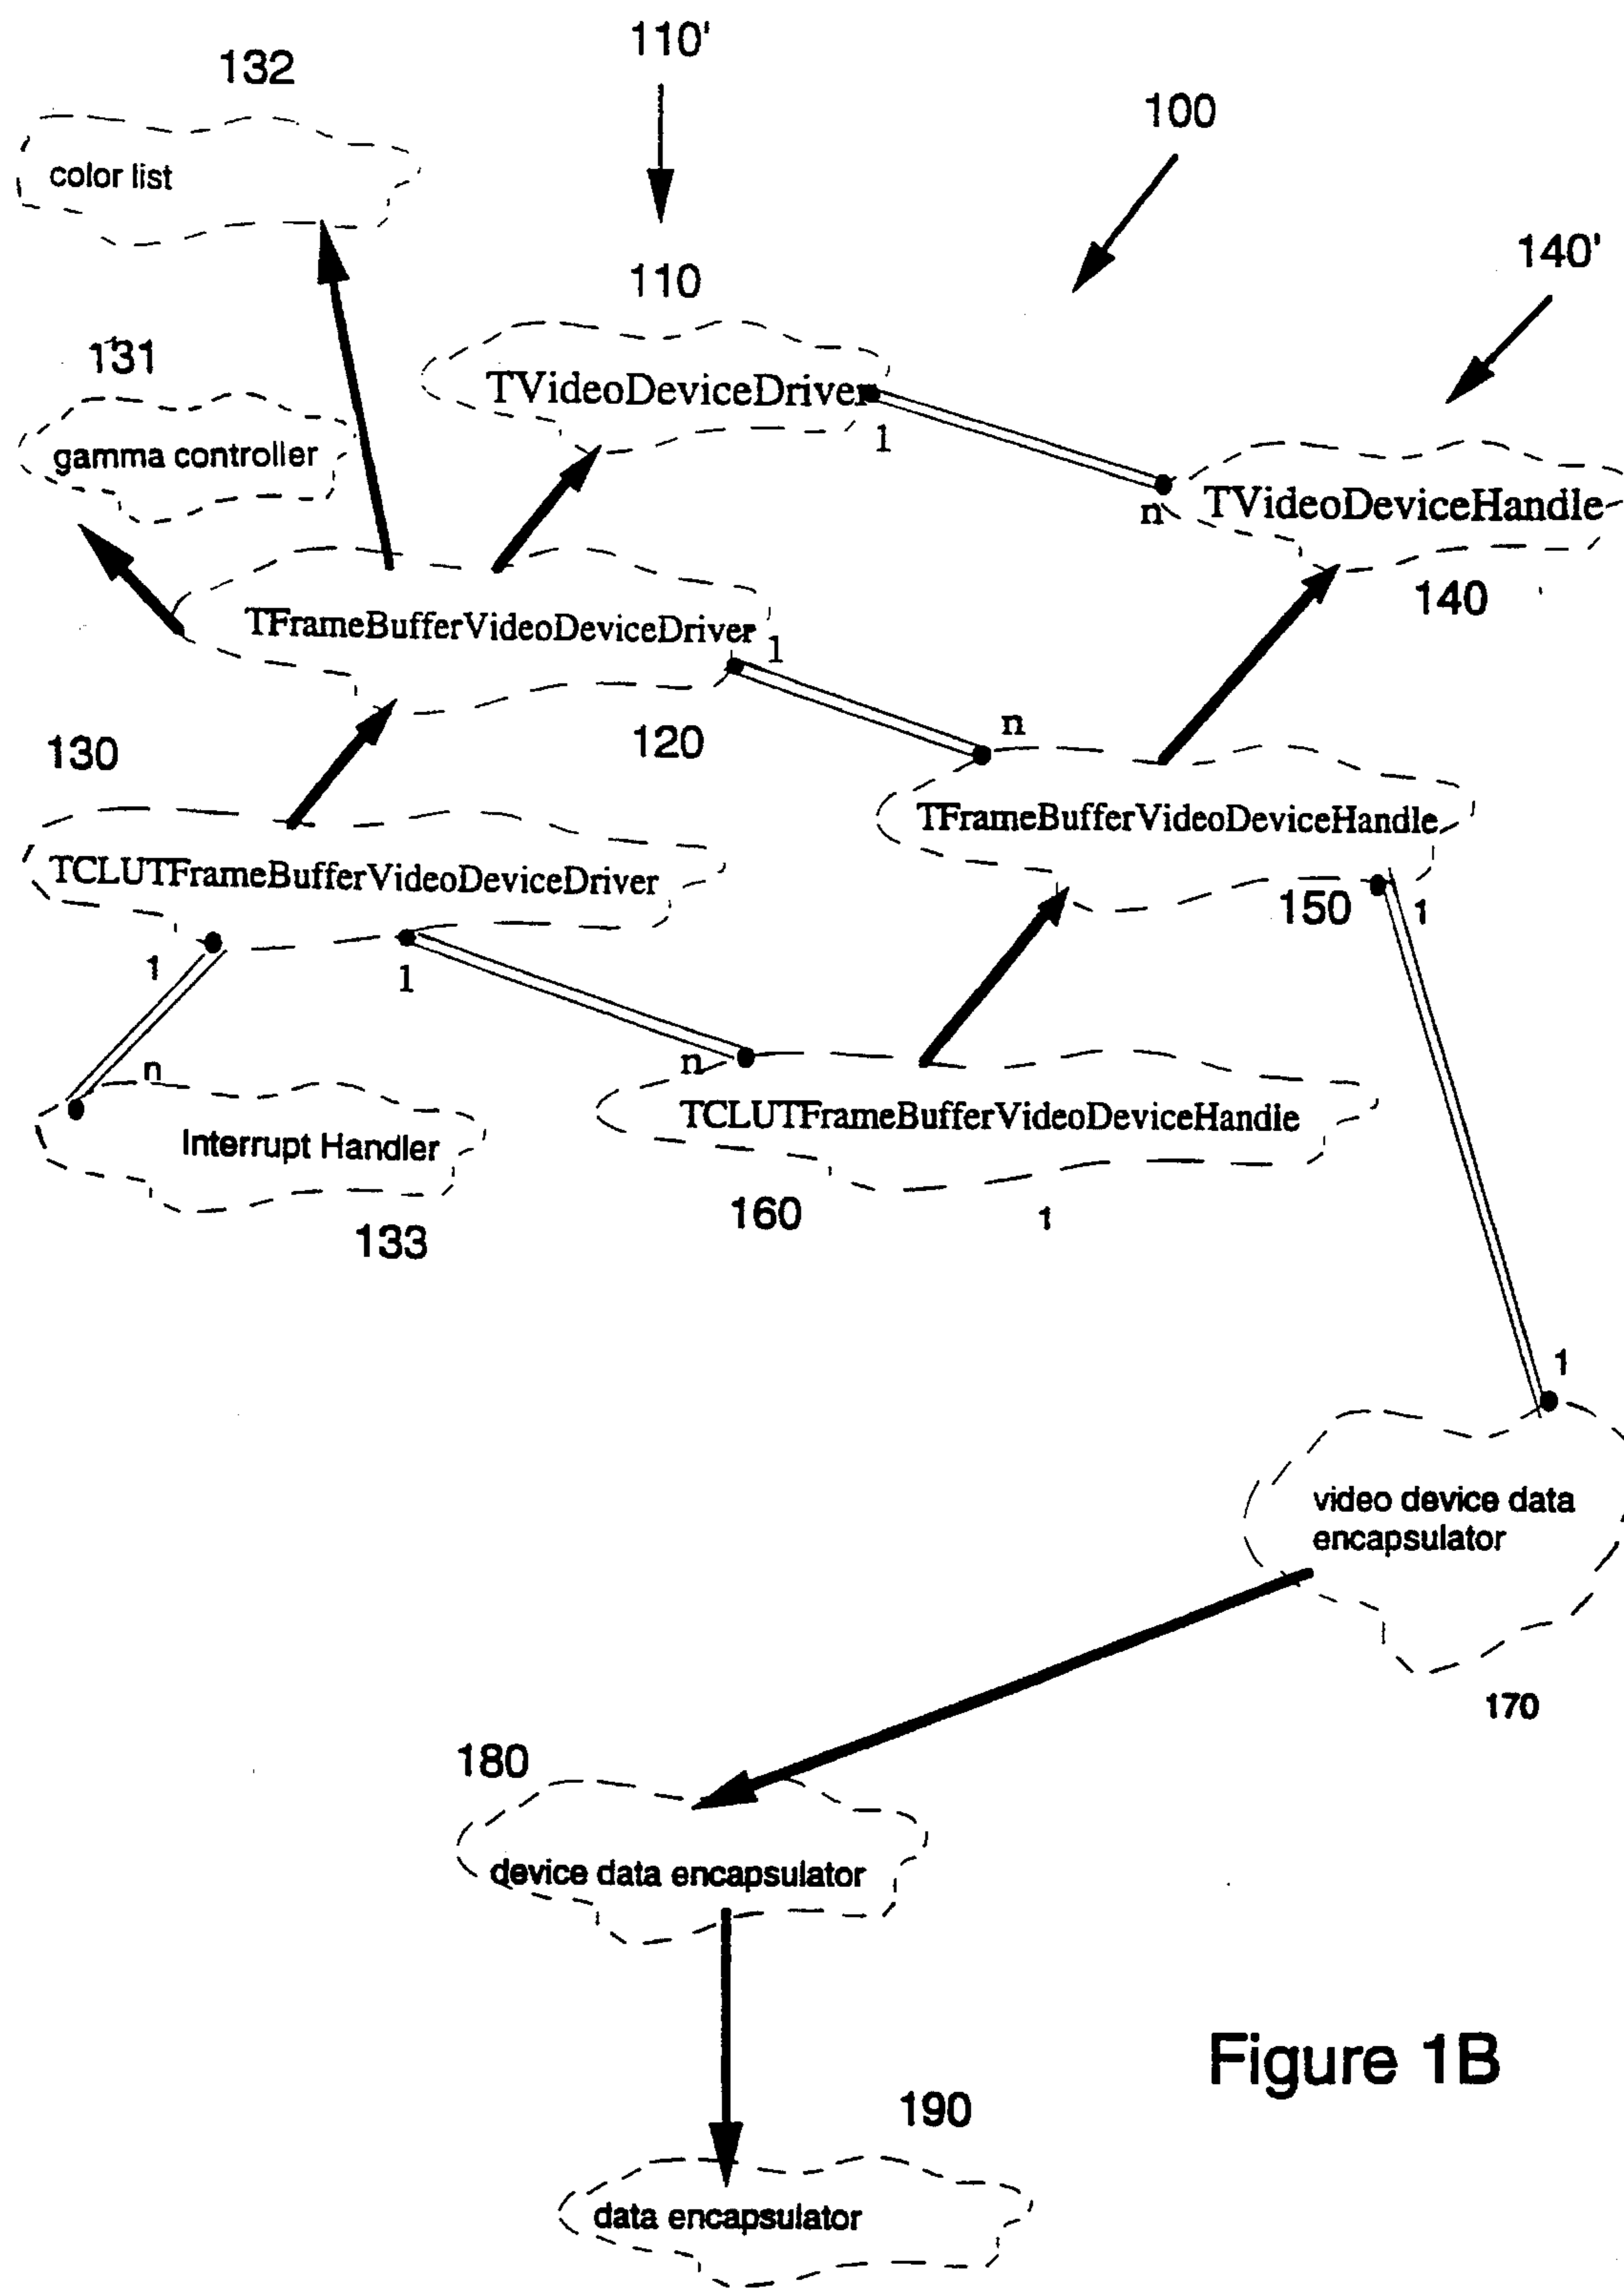 110'
132
100
color list
140'
110
131
TVideoDeviceDriver
1
gamma controller
n
TVideoDeviceHandle
140
TFrameBufferVideoDeviceDriver
1
n
120
130
TFrameBufferVideoDeviceHandle
TCLUTFrameBufferVideoDeviceDriver
150
1
1
1
n
n
TCLUTFrameBufferVideoDeviceHandle
Interrupt Handler
160
1
133
1
video device data
encapsulator
170
180
device data encapsulator
Figure 1B
190
data encapsulator